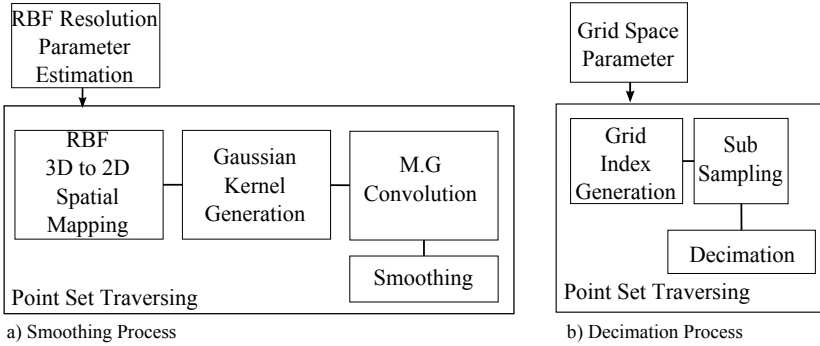 RBF Resolution
Parameter
Estimation
RBF
3D to 2D
Spatial
Mapping
Gaussian
Kernel
Generation
M.G
Convolution
Smoothing
Point Set Traversing
a) Smoothing Process
Grid Space
Parameter
Grid
Index
Generation
Sub
Sampling
Decimation
Point Set Traversing
b) Decimation Process